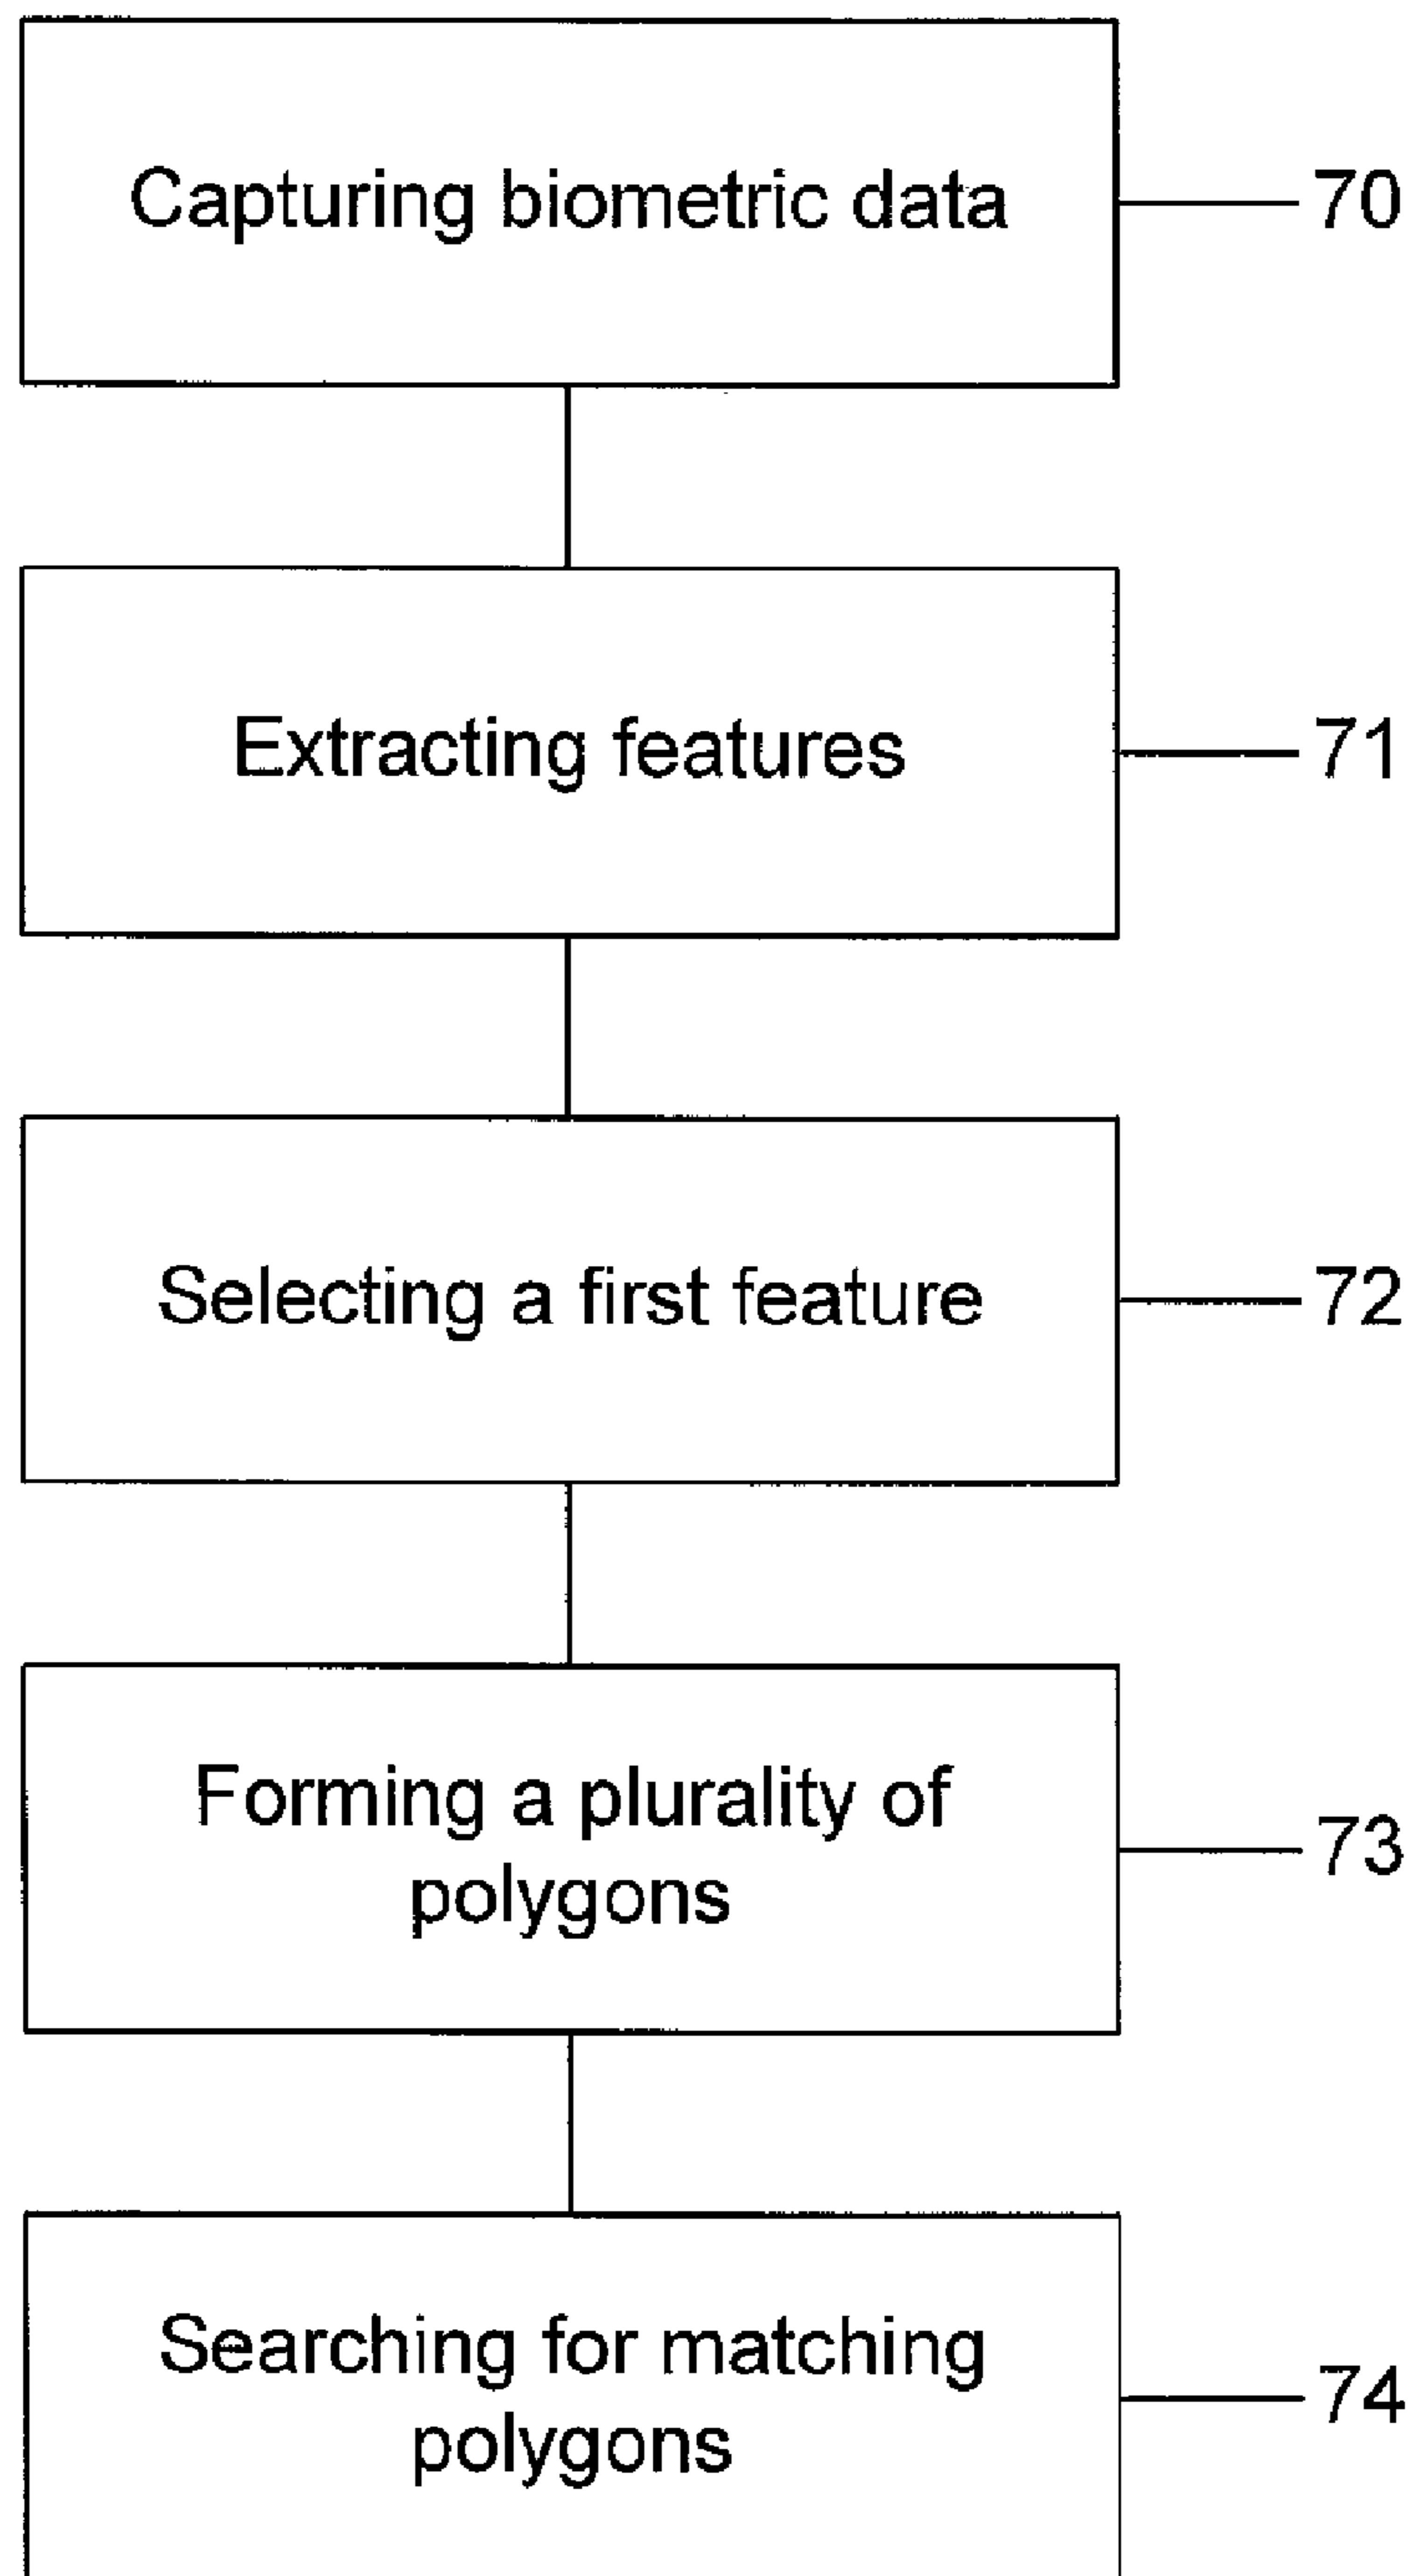 Capturing biometric data
70
Extracting features
71
Selecting a first feature
72
Forming a plurality of
polygons
73
Searching for matching
polygons
74